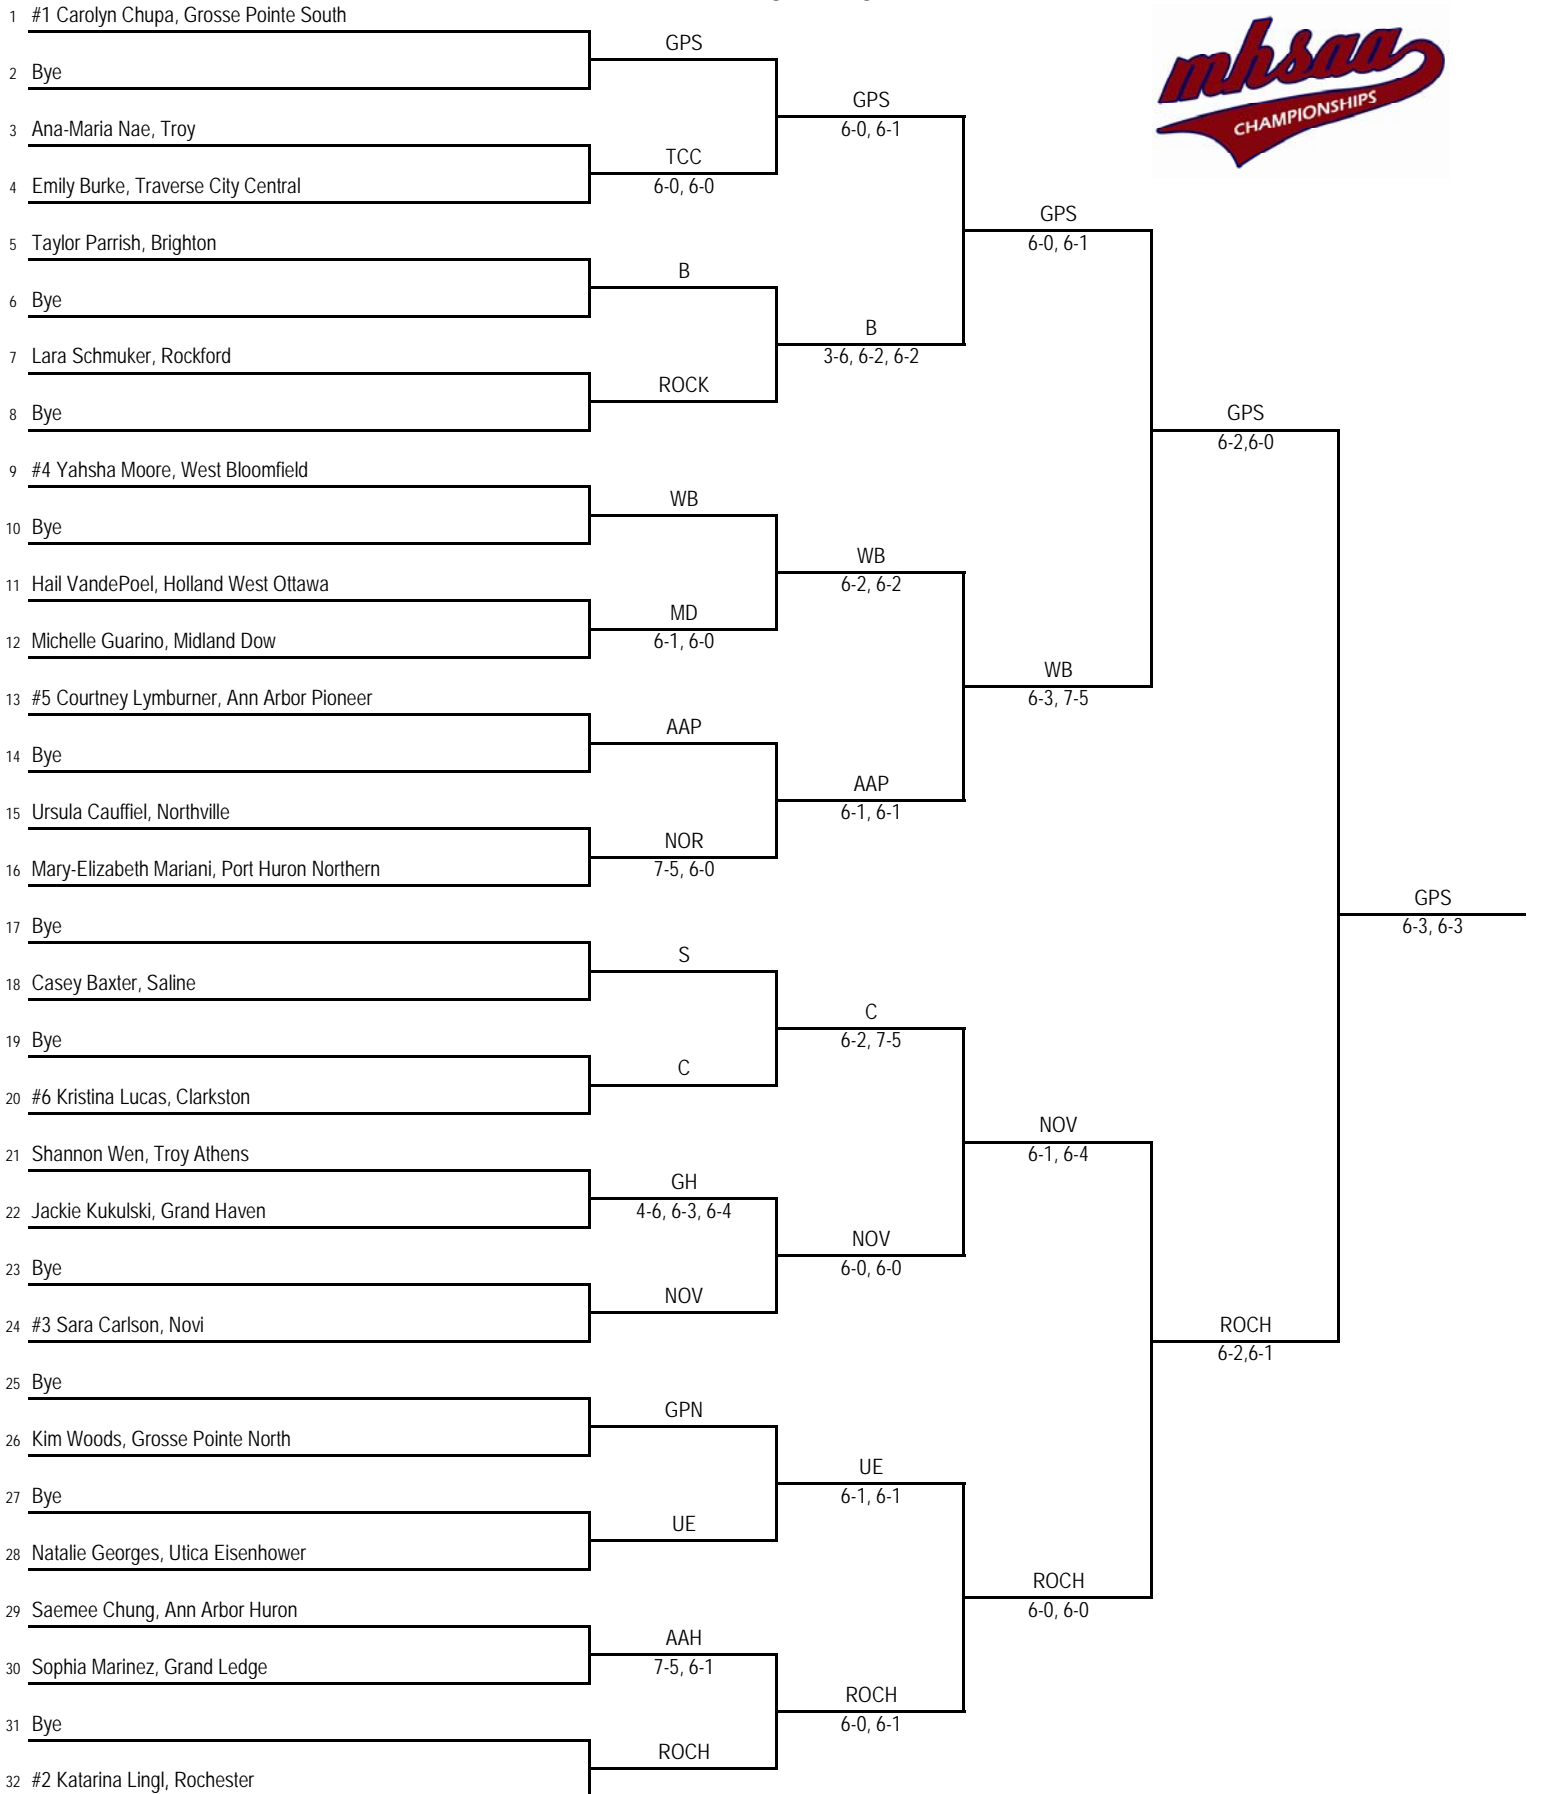 1 #1 Carolyn Chupa, Grosse Pointe South
GPS
2 Bye
GPS
6-0, 6-1
3 Ana-Maria Nae, Troy
TCC
6-0, 6-0
4 Emily Burke, Traverse City Central
GPS
6-0, 6-1
5 Taylor Parrish, Brighton
B
6 Bye
B
3-6, 6-2, 6-2
7 Lara Schmuker, Rockford
ROCK
8 Bye
GPS
6-2,6-0
9 #4 Yahsha Moore, West Bloomfield
WB
10 Bye
WB
6-2, 6-2
11 Hail VandePoel, Holland West Ottawa
MD
6-1, 6-0
12 Michelle Guarino, Midland Dow
WB
6-3, 7-5
13 #5 Courtney Lymburner, Ann Arbor Pioneer
AAP
14 Bye
AAP
6-1, 6-1
15 Ursula Cauffiel, Northville
NOR
7-5, 6-0
16 Mary-Elizabeth Mariani, Port Huron Northern
GPS
6-3, 6-3
17 Bye
S
18 Casey Baxter, Saline
C
6-2, 7-5
19 Bye
C
20 #6 Kristina Lucas, Clarkston
NOV
6-1, 6-4
21 Shannon Wen, Troy Athens
GH
4-6, 6-3, 6-4
22 Jackie Kukulski, Grand Haven
NOV
6-0, 6-0
23 Bye
NOV
24 #3 Sara Carlson, Novi
ROCH
6-2,6-1
25 Bye
GPN
26 Kim Woods, Grosse Pointe North
UE
6-1, 6-1
27 Bye
UE
28 Natalie Georges, Utica Eisenhower
ROCH
6-0, 6-0
29 Saemee Chung, Ann Arbor Huron
AAH
7-5, 6-1
30 Sophia Marinez, Grand Ledge
ROCH
6-0, 6-1
31 Bye
ROCH
32 #2 Katarina Lingl, Rochester
mhsaa
CHAMPIONSHIPS